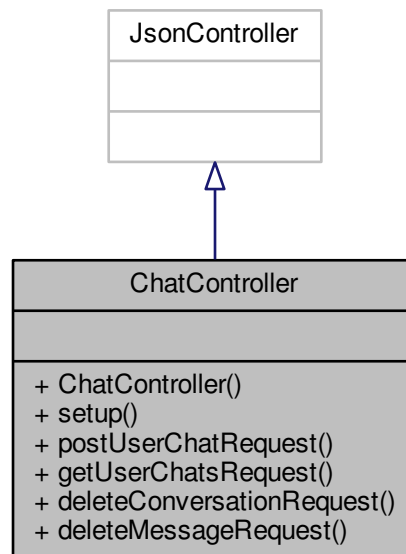 JsonController
ChatController
+ ChatController()
+ setup()
+ postUserChatRequest()
+ getUserChatsRequest()
+ deleteConversationRequest()
+ deleteMessageRequest()